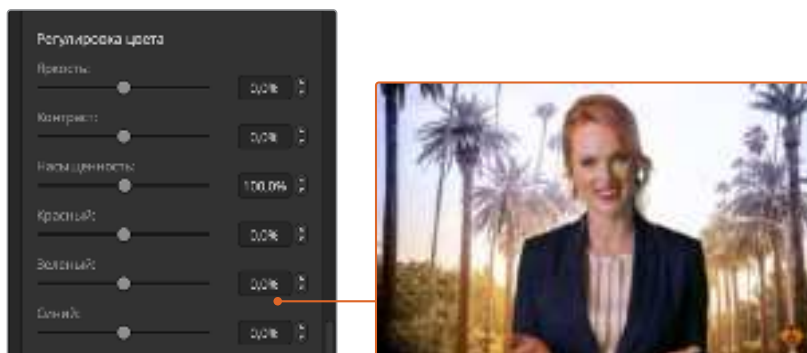 Регулировка цвета
Яркость:
0,0%
Контраст:
0,0%
Насыщенность:
100,0%
Красный:
0,0%
Зеленый:
0,0%
Синий:
0,0%